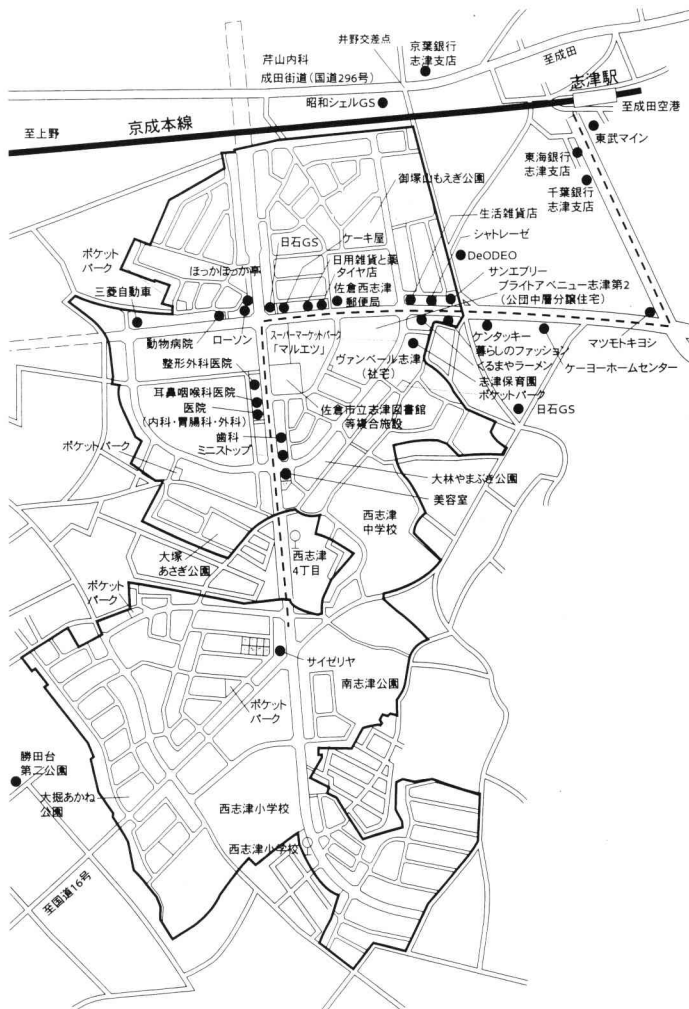 井野交差点
京葉銀行
志津支店
至成田
芹山内科
成田街道(国道296号)
志津駅
昭和シェルGS
至成田空港
至上野
京成本線
東武マイン
東海銀行
志津支店
千葉銀行
志津支店
御塚山もえぎ公園
生活雑貨店
シャトレーゼ
日石GS
ケーキ屋
DeODEO
ポケット
パーク
ほっかほっか亭
日用雑貨と薬
タイヤ店
サンエブリー
三菱自動車
佐倉西志津
郵便局
ブライトアベニュー志津第2
(公団中層分譲住宅)
動物病院
ローソン
スーパーマーケットパーク
「マルエツ」
ケンタッキー
マツモトキヨシ
整形外科医院
ヴァンベール志津
(社宅)
暮らしのファッション
くるまやラーメン
ケーヨーホームセンター
志津保育園
ポケットパーク
耳鼻咽喉科医院
医院
(内科・胃腸科・外科)
佐倉市立志津図書館
等複合施設
日石GS
歯科
ミニストップ
ポケットパーク
大林やまぶき公園
美容室
西志津
中学校
大塚
あさぎ公園
西志津
4丁目
ポケット
パーク
サイゼリヤ
南志津公園
ポケット
パーク
勝田台
第二公園
大掘あかね
公園
西志津小学校
西志津小学校
至国道16号